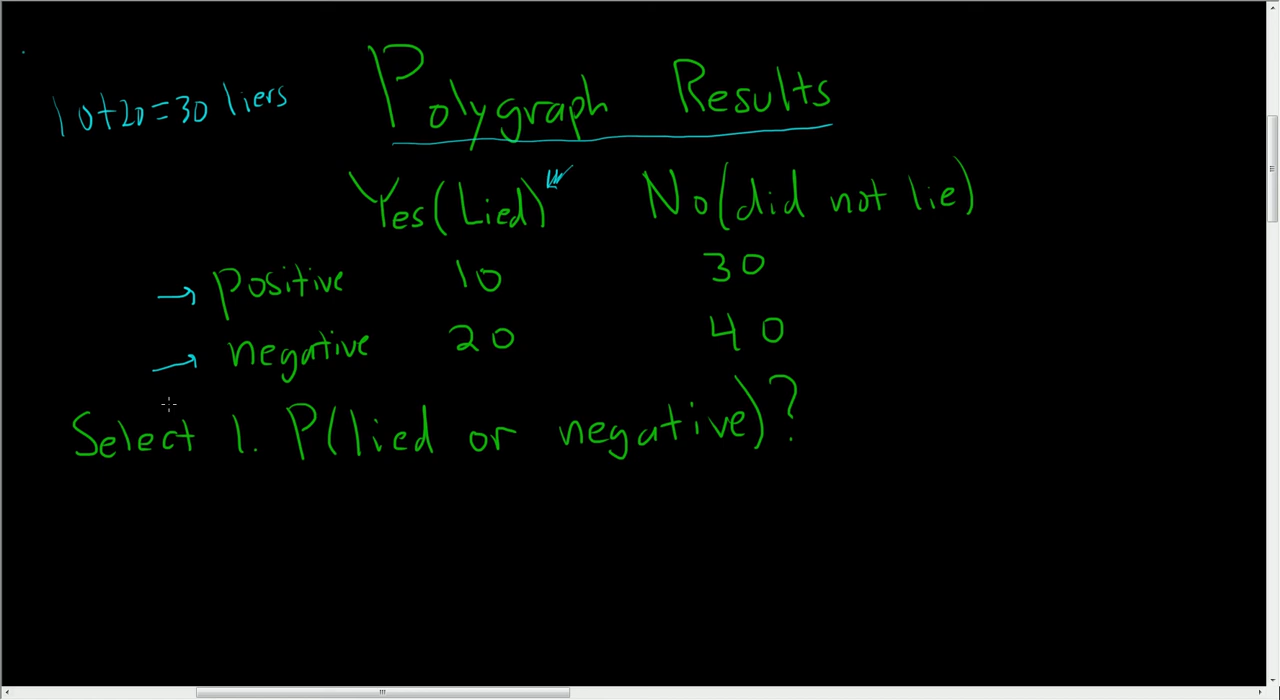 Polygraph Results
10+20=30 liers
Yes(Lied) No(did not lie)
→ positive 10 30
→ negative 20 40
Select 1. P(lied or negative)?